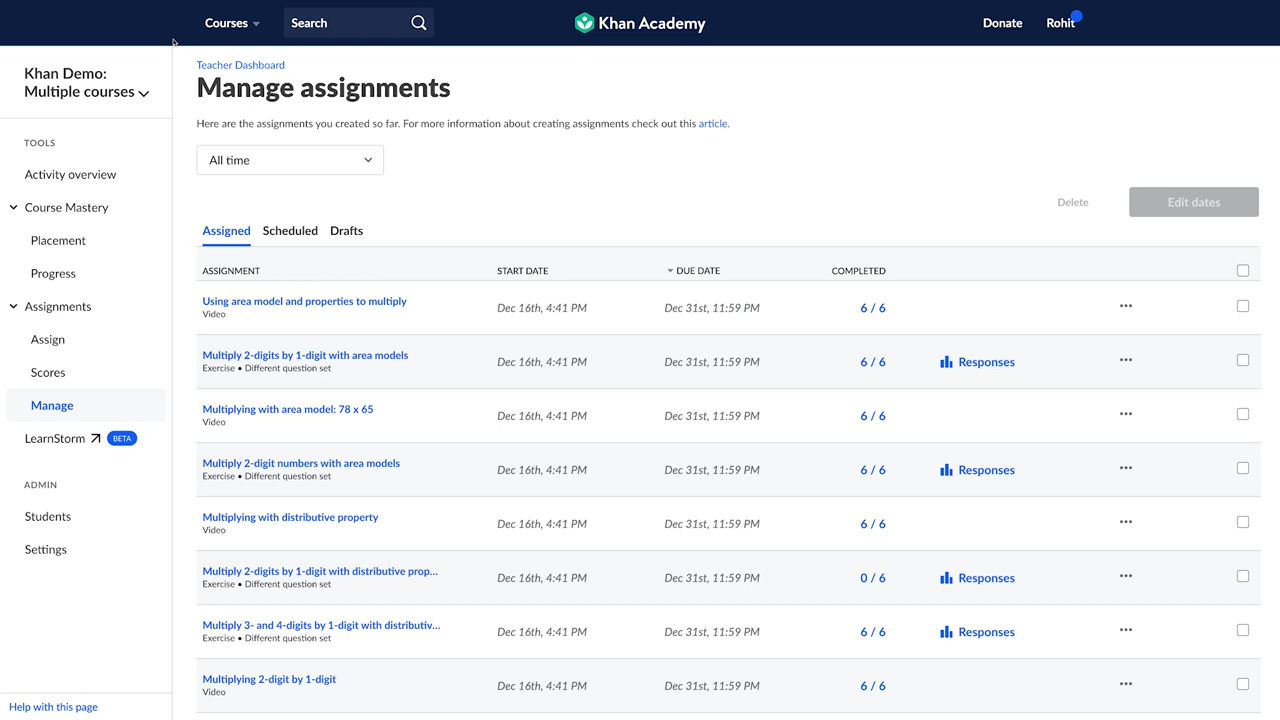 Courses
Search
Khan Academy
Donate
Rohit
Khan Demo:
Multiple courses
TOOLS
Activity overview
Course Mastery
Placement
Progress
Assignments
Assign
Scores
Manage
LearnStorm BETA
ADMIN
Students
Settings
Help with this page
Teacher Dashboard
Manage assignments
Here are the assignments you created so far. For more information about creating assignments check out this article.
All time
Delete
Edit dates
Assigned Scheduled Drafts
ASSIGNMENT START DATE DUE DATE COMPLETED
Using area model and properties to multiply Dec 16th, 4:41 PM Dec 31st, 11:59 PM 6 / 6
Video
Multiply 2-digits by 1-digit with area models Dec 16th, 4:41 PM Dec 31st, 11:59 PM 6 / 6 Responses
Exercise • Different question set
Multiplying with area model: 78 x 65 Dec 16th, 4:41 PM Dec 31st, 11:59 PM 6 / 6
Video
Multiply 2-digit numbers with area models Dec 16th, 4:41 PM Dec 31st, 11:59 PM 6 / 6 Responses
Exercise • Different question set
Multiplying with distributive property Dec 16th, 4:41 PM Dec 31st, 11:59 PM 6 / 6
Video
Multiply 2-digits by 1-digit with distributive prop... Dec 16th, 4:41 PM Dec 31st, 11:59 PM 0 / 6 Responses
Exercise • Different question set
Multiply 3- and 4-digits by 1-digit with distributiv... Dec 16th, 4:41 PM Dec 31st, 11:59 PM 6 / 6 Responses
Exercise • Different question set
Multiplying 2-digit by 1-digit Dec 16th, 4:41 PM Dec 31st, 11:59 PM 6 / 6
Video